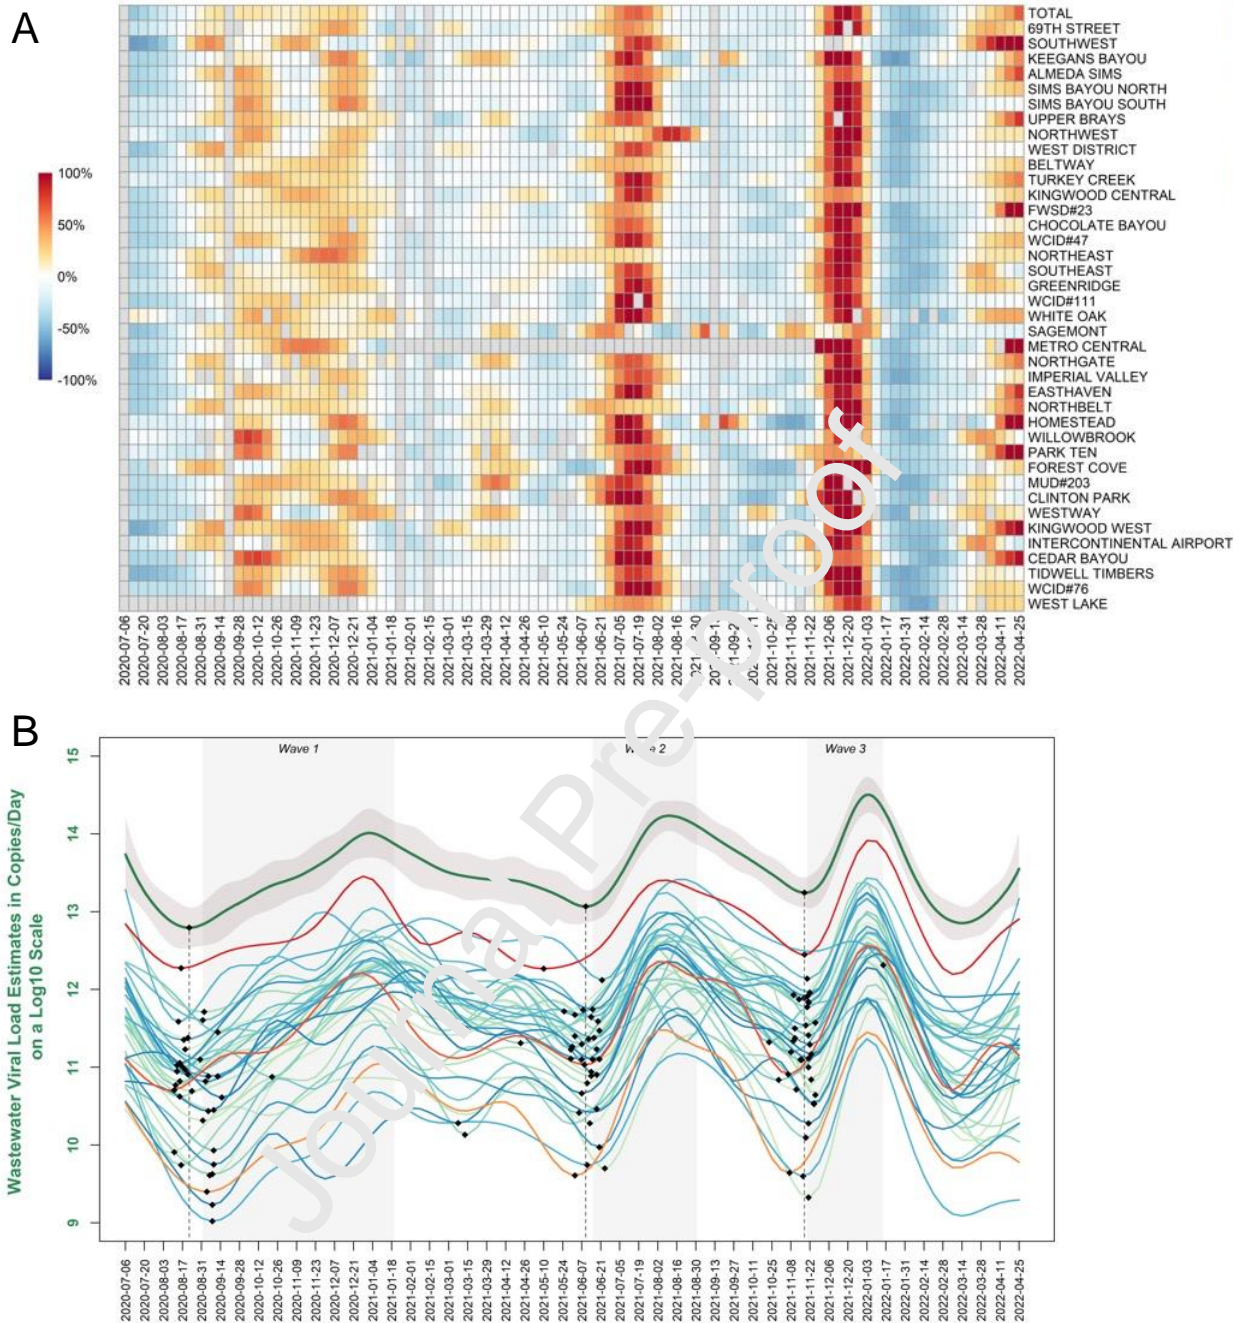 A
TOTAL
69TH STREET
SOUTHWEST
KEEGANS BAYOU
ALMEDA SIMS
SIMS BAYOU NORTH
SIMS BAYOU SOUTH
UPPER BRAYS
NORTHWEST
WEST DISTRICT
BELTWAY
TURKEY CREEK
KINGWOOD CENTRAL
FWSD#23
CHOCOLATE BAYOU
WCID#47
NORTHEAST
SOUTHEAST
GREENRIDGE
WCID#111
WHITE OAK
SAGEMONT
METRO CENTRAL
NORTHGATE
IMPERIAL VALLEY
EASTHAVEN
NORTHBELT
HOMESTEAD
WILLOWBROOK
PARK TEN
FOREST COVE
MUD#203
CLINTON PARK
WESTWAY
KINGWOOD WEST
INTERCONTINENTAL AIRPORT
CEDAR BAYOU
TIDWELL TIMBERS
WCID#76
WEST LAKE
100%
50%
0%
-50%
-100%
2020-07-06
2020-07-20
2020-08-03
2020-08-17
2020-08-31
2020-09-14
2020-09-28
2020-10-12
2020-10-26
2020-11-09
2020-11-23
2020-12-07
2020-12-21
2021-01-04
2021-01-18
2021-02-01
2021-02-15
2021-03-01
2021-03-15
2021-03-29
2021-04-12
2021-04-26
2021-05-10
2021-05-24
2021-06-07
2021-06-21
2021-07-05
2021-07-19
2021-08-02
2021-08-16
2021-10-25
2021-11-08
2021-11-22
2021-12-06
2021-12-20
2022-01-03
2022-01-17
2022-01-31
2022-02-14
2022-02-28
2022-03-14
2022-03-28
2022-04-11
2022-04-25
Journal Pre-proof
B
Wave 1
Wave 2
Wave 3
Wastewater Viral Load Estimates in Copies/Day
on a Log10 Scale
15
14
13
12
11
10
9
2020-07-06
2020-07-20
2020-08-03
2020-08-17
2020-08-31
2020-09-14
2020-09-28
2020-10-12
2020-10-26
2020-11-09
2020-11-23
2020-12-07
2020-12-21
2021-01-04
2021-01-18
2021-02-01
2021-02-15
2021-03-01
2021-03-15
2021-03-29
2021-04-12
2021-04-26
2021-05-10
2021-05-24
2021-06-07
2021-06-21
2021-07-05
2021-07-19
2021-08-02
2021-08-16
2021-08-30
2021-09-13
2021-09-27
2021-10-11
2021-10-25
2021-11-08
2021-11-22
2021-12-06
2021-12-20
2022-01-03
2022-01-17
2022-01-31
2022-02-14
2022-02-28
2022-03-14
2022-03-28
2022-04-11
2022-04-25